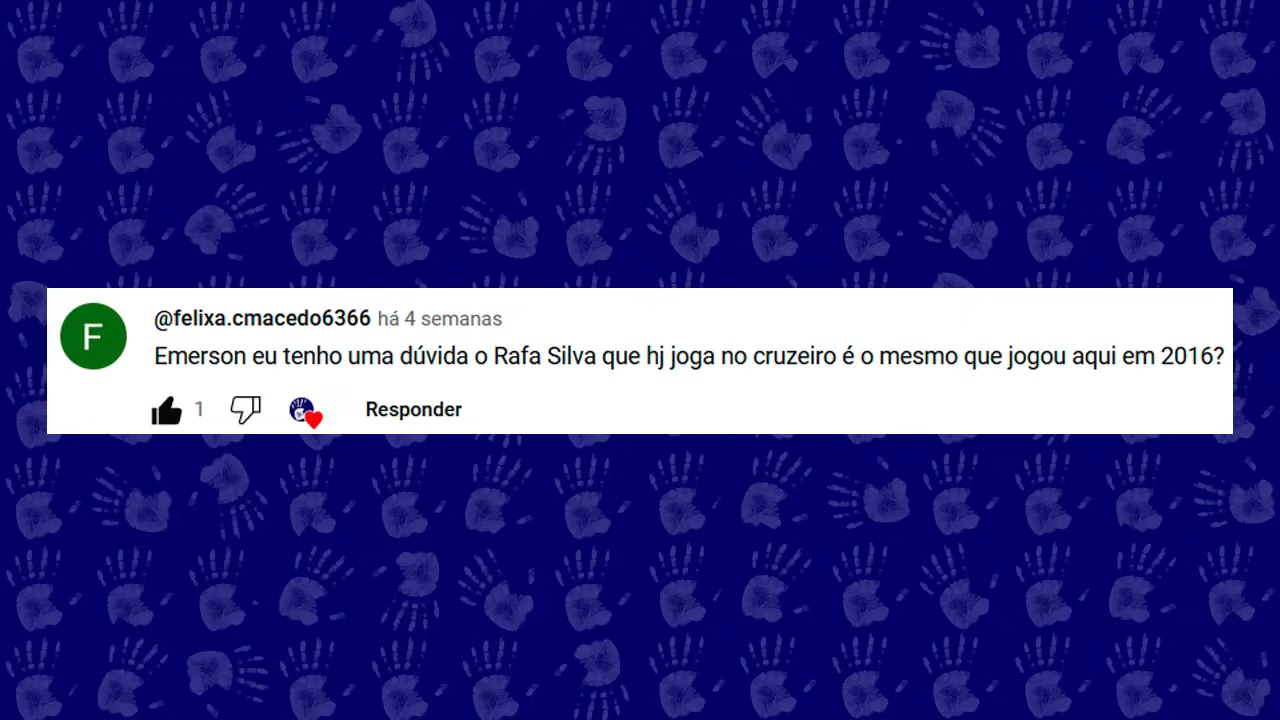 F
@felixa.cmacedo6366 há 4 semanas
Emerson eu tenho uma dúvida o Rafa Silva que hj joga no cruzeiro é o mesmo que jogou aqui em 2016?
1 Responder